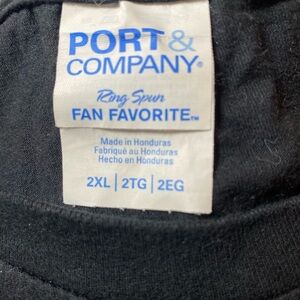 PORT &
COMPANY®
Ring Spun
FAN FAVORITE™
Made in Honduras
Fabriqué au Honduras
Hecho en Honduras
2XL | 2TG | 2EG